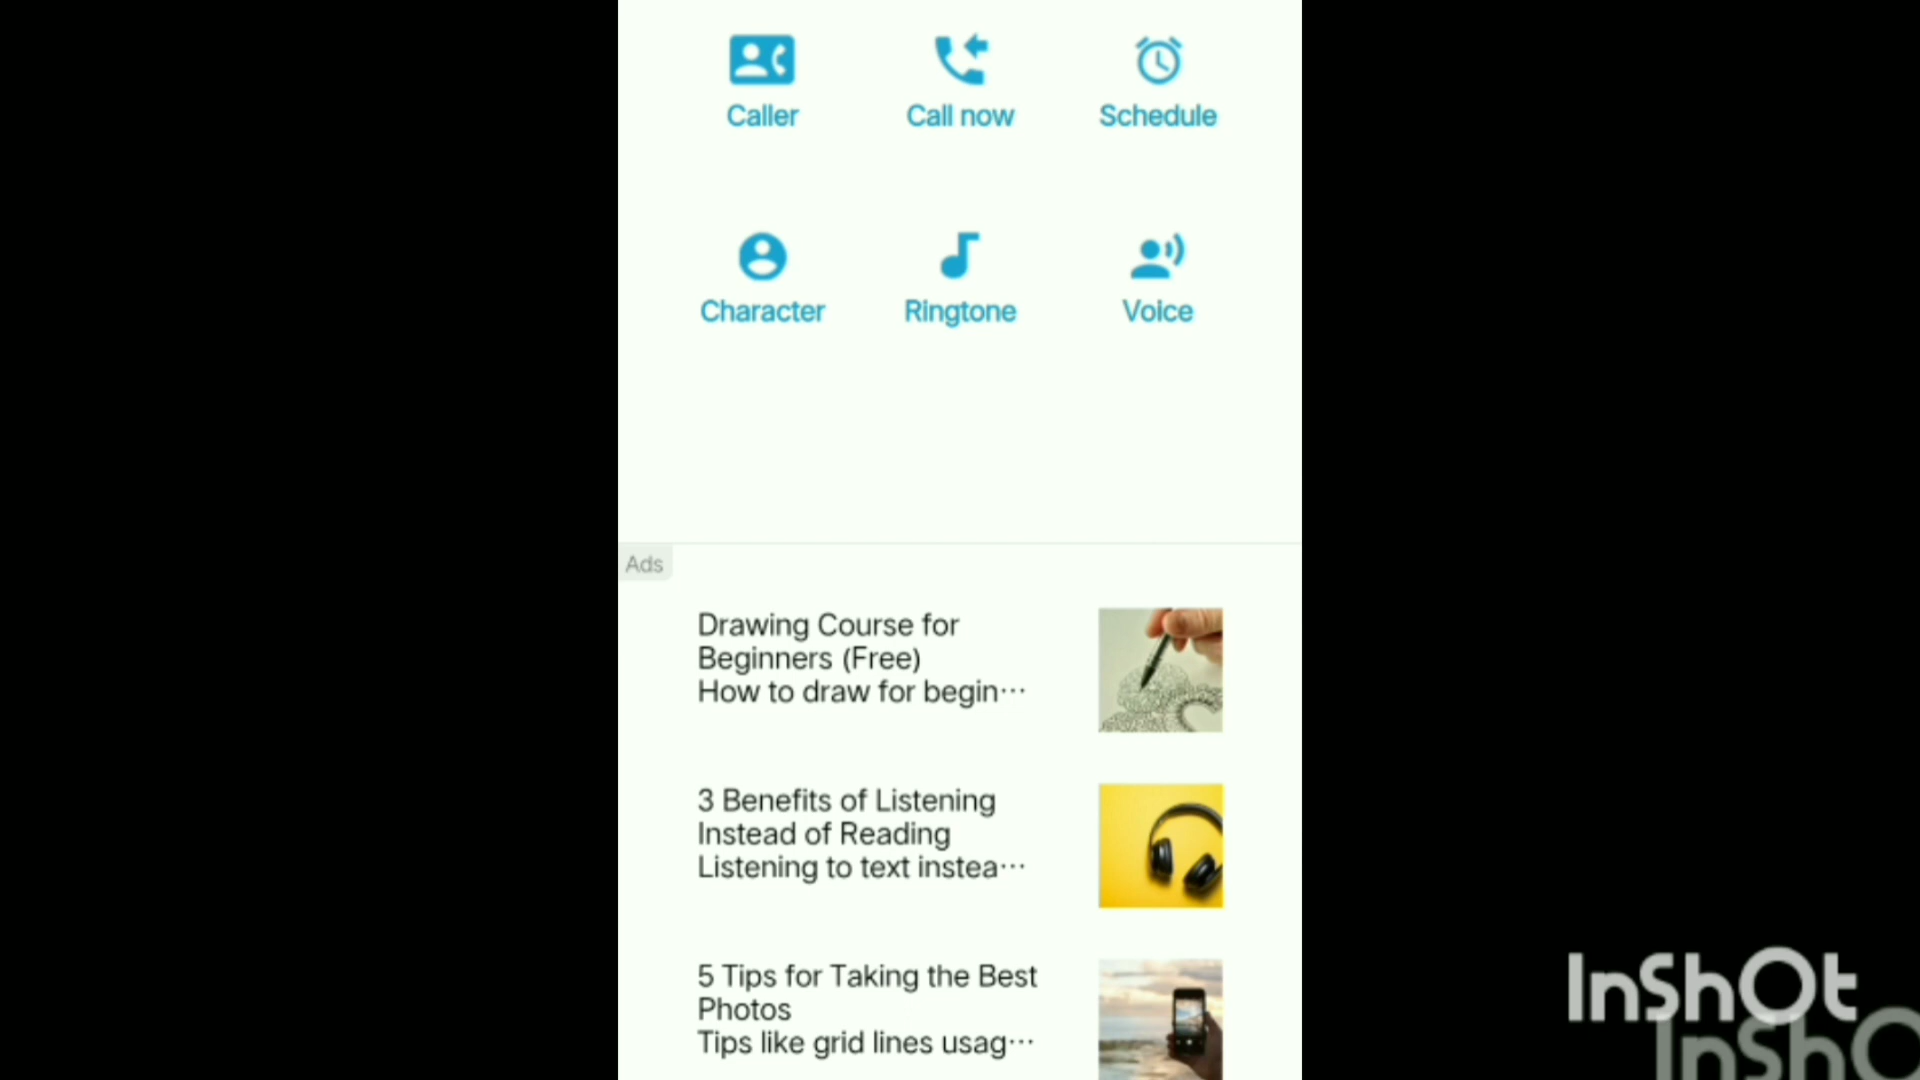 Caller
Call now
Schedule
Character
Ringtone
Voice
Ads
Drawing Course for
Beginners (Free)
How to draw for begin···
3 Benefits of Listening
Instead of Reading
Listening to text instea···
5 Tips for Taking the Best
Photos
Tips like grid lines usag···
InShOt
InShO